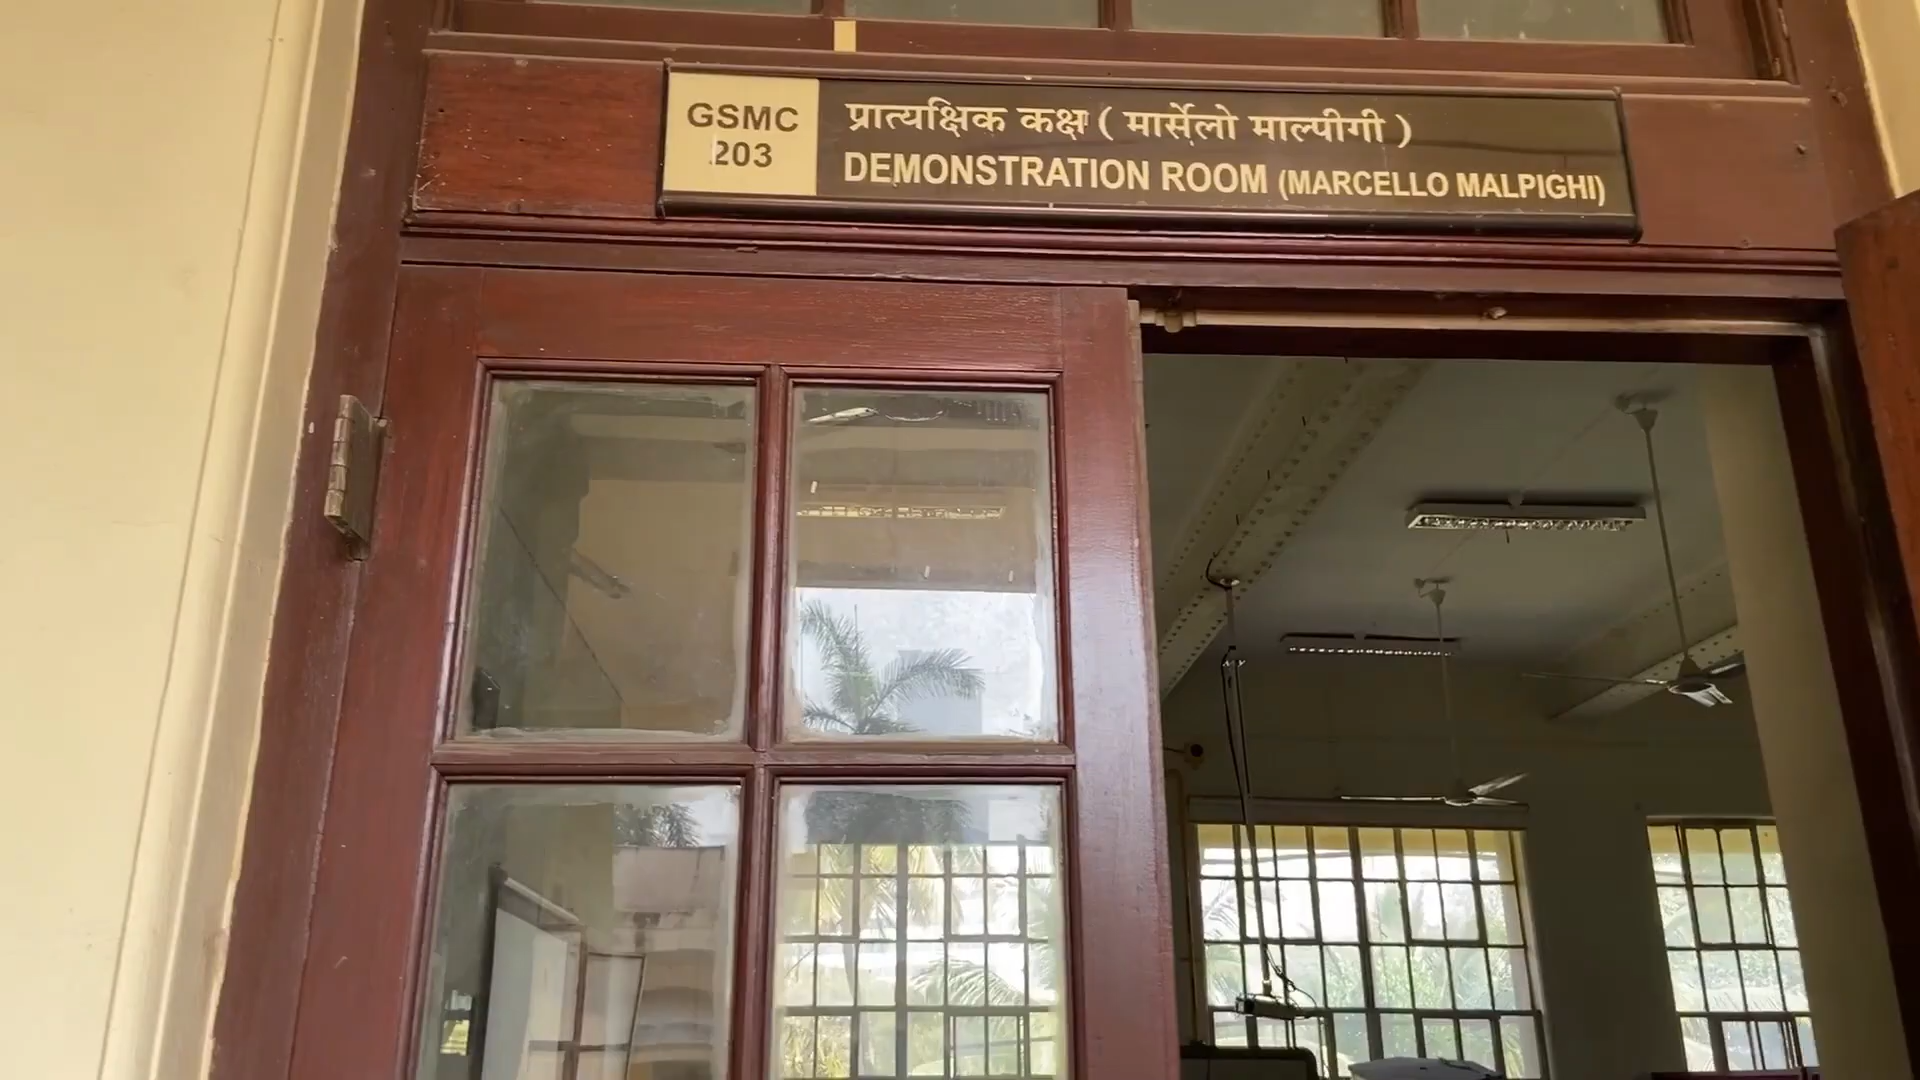 GSMC
203
प्रात्यक्षिक कक्ष ( मार्सेलो माल्पीगी )
DEMONSTRATION ROOM (MARCELLO MALPIGHI)